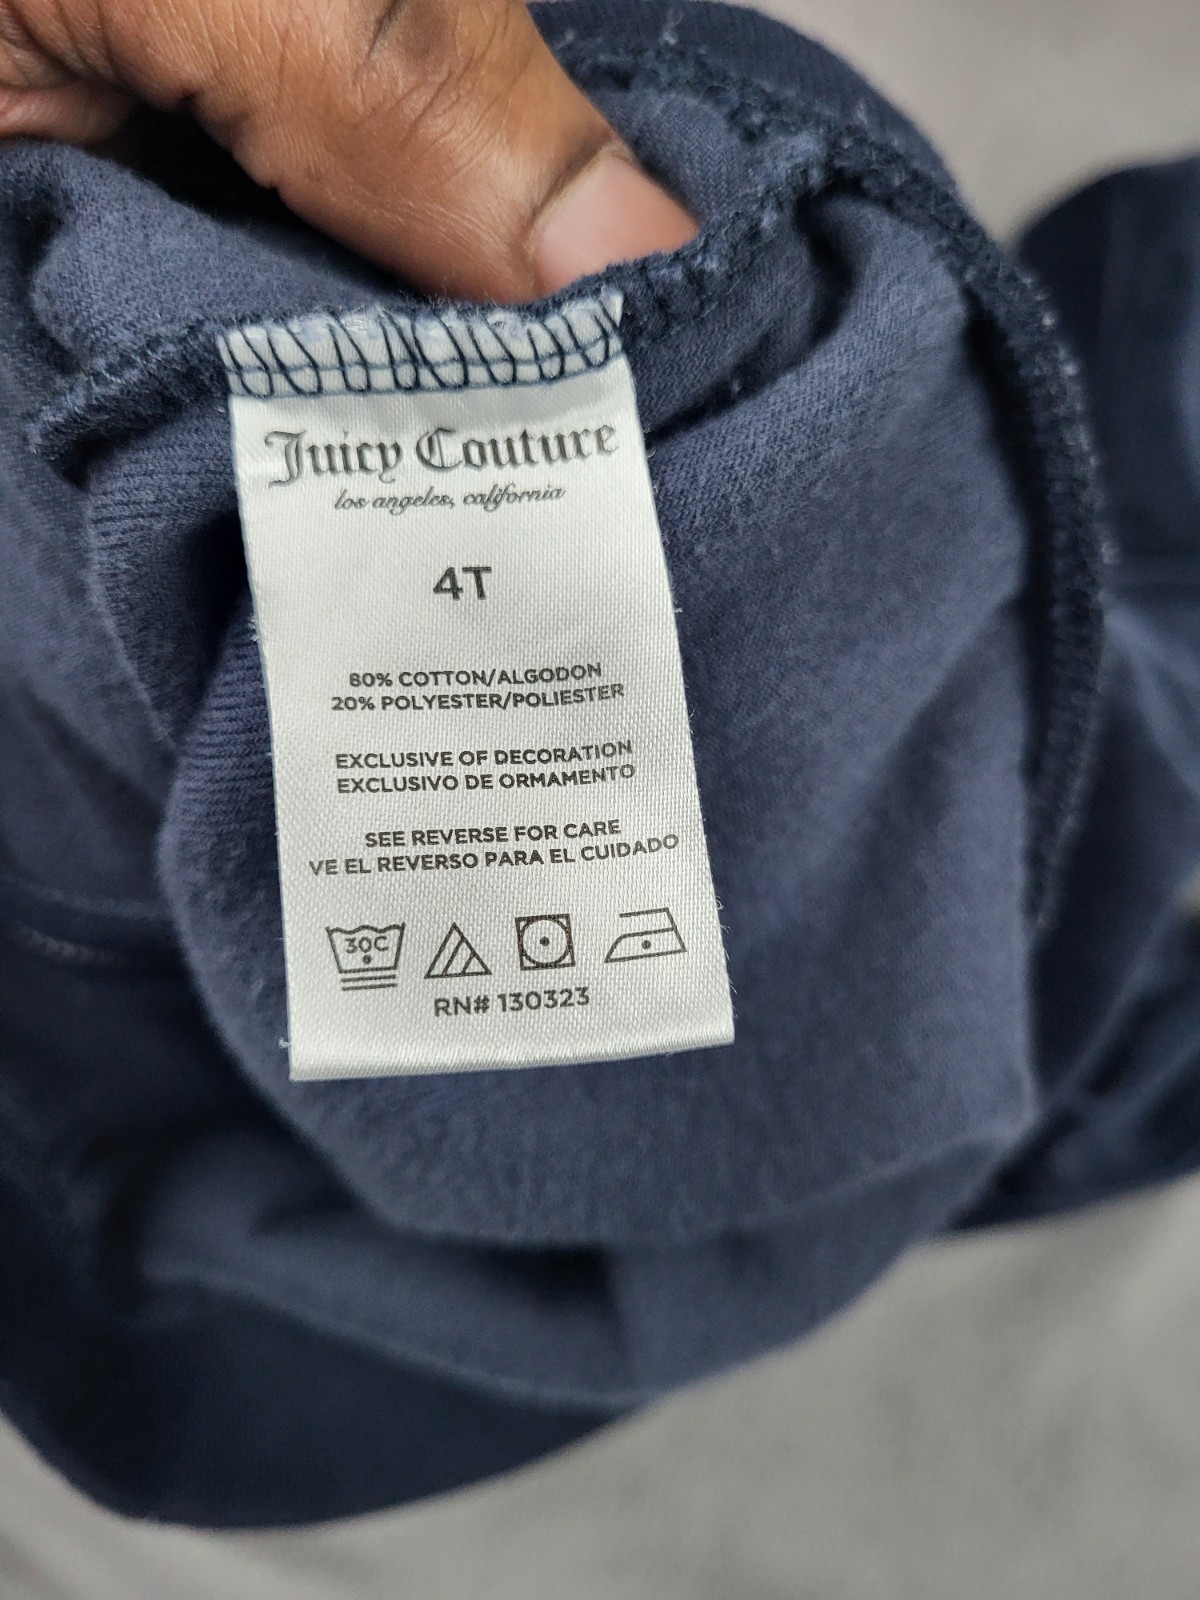 Juicy Couture
los angeles, california
4T
80% COTTON/ALGODON
20% POLYESTER/POLIESTER
EXCLUSIVE OF DECORATION
EXCLUSIVO DE ORMAMENTO
SEE REVERSE FOR CARE
VE EL REVERSO PARA EL CUIDADO
30C
RN# 130323